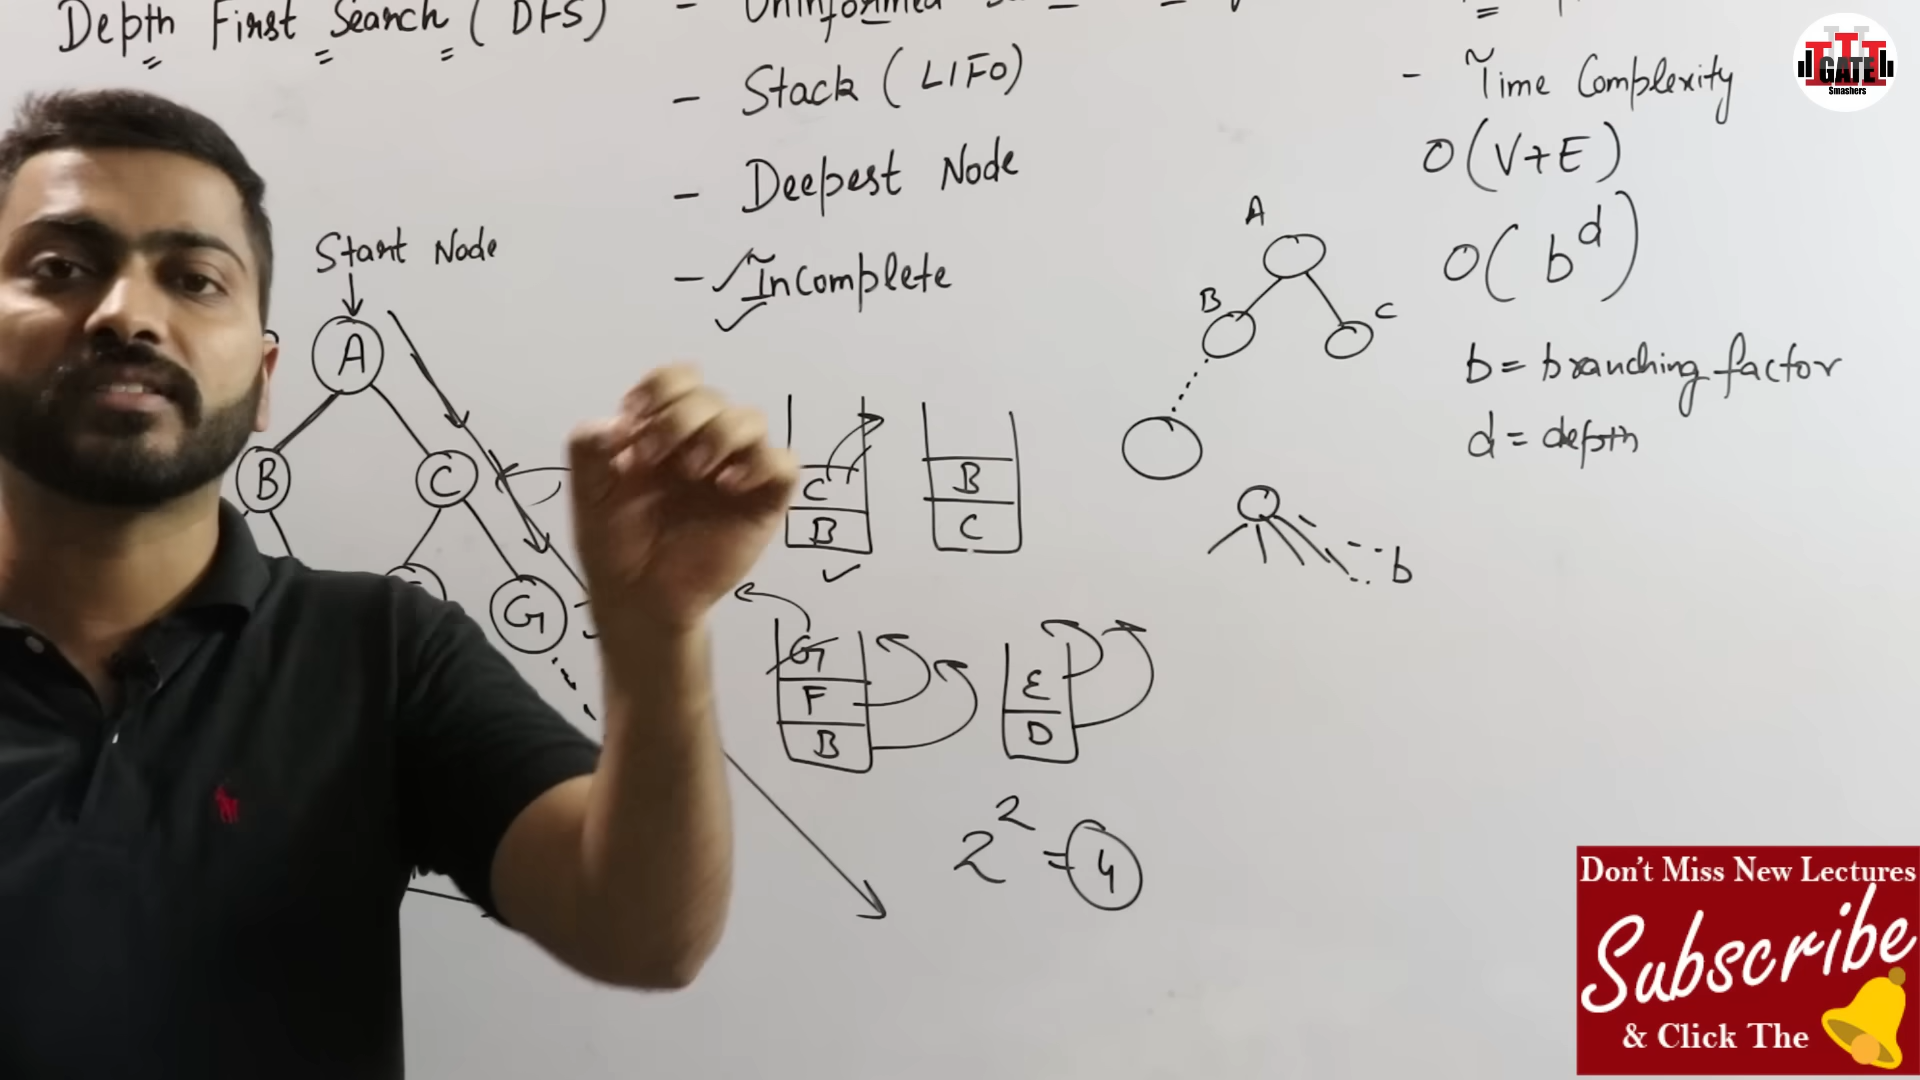 Depth First Search (DFS)
- Uninformed
- Stack (LIFO)
- Deepest Node
- Incomplete
Start Node
A
B
C
G
C
B
B
C
G
F
B
E
D
2² = 4
- Time Complexity
O(V+E)
O(b^d)
b = branching factor
d = depth
A
B
C
b
GATE
Smashers
Don't Miss New Lectures
Subscribe
& Click The